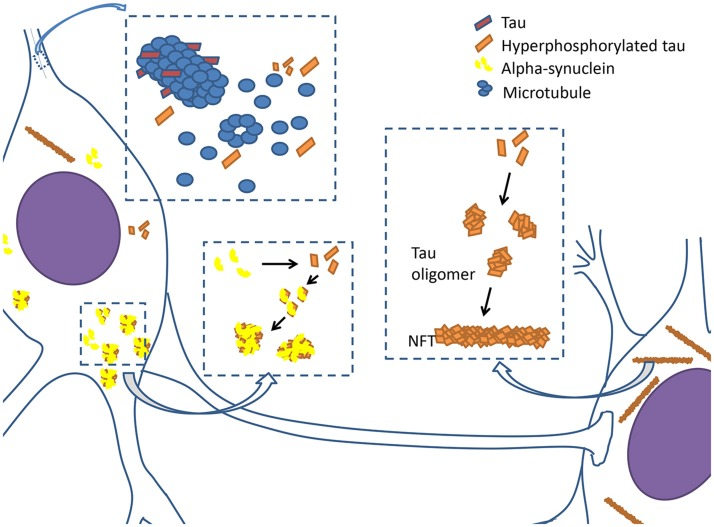 Tau
Hyperphosphorylated tau
Alpha-synuclein
Microtubule
Tau
oligomer
NFT